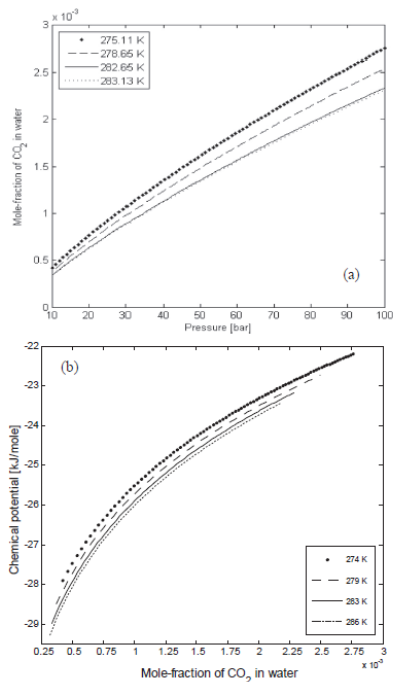 × 10⁻³
3
2.5
2
1.5
1
0.5
0
Mole-fraction of CO₂ in water
275.11 K
278.65 K
282.65 K
283.13 K
(a)
10 20 30 40 50 60 70 80 90 100
Pressure [bar]
(b)
-22
-23
-24
-25
-26
-27
-28
-29
Chemical potential [kJ/mole]
274 K
279 K
283 K
286 K
0.25 0.5 0.75 1 1.25 1.5 1.75 2 2.25 2.5 2.75 3
× 10⁻³
Mole-fraction of CO₂ in water